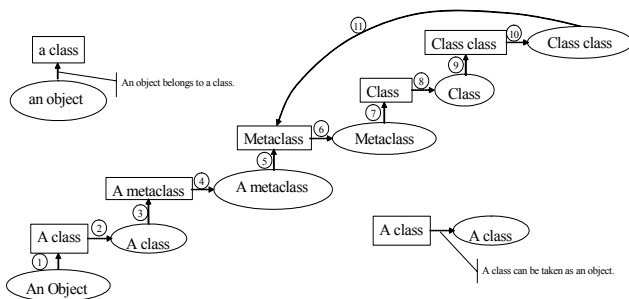 11
10
a class
Class class
Class class
9
An object belongs to a class.
8
an object
Class
Class
7
Metaclass
6
Metaclass
5
A metaclass
4
A metaclass
3
A class
2
A class
1
An Object
A class
A class
A class can be taken as an object.